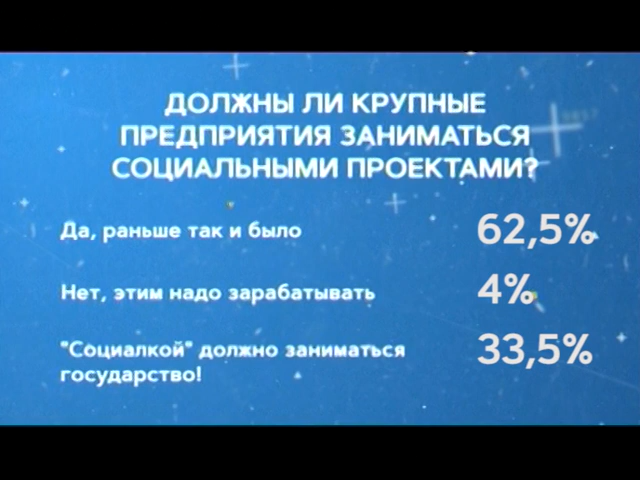 ДОЛЖНЫ ЛИ КРУПНЫЕ
ПРЕДПРИЯТИЯ ЗАНИМАТЬСЯ
СОЦИАЛЬНЫМИ ПРОЕКТАМИ?
Да, раньше так и было 62,5%
Нет, этим надо зарабатывать 4%
"Социалкой" должно заниматься 33,5%
государство!